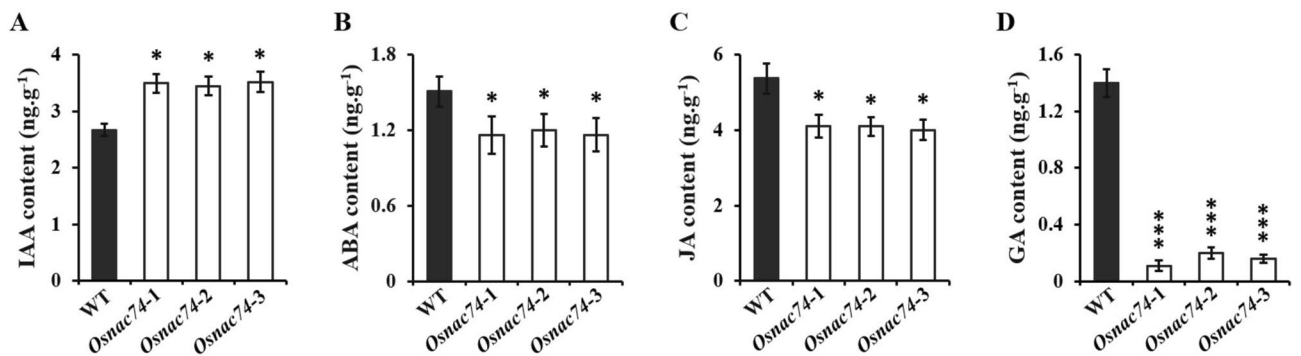 A
IAA content (ng.g⁻¹)
4
3
2
1
0
*
*
*
WT
Osnac74-1
Osnac74-2
Osnac74-3
B
ABA content (ng.g⁻¹)
1.8
1.2
0.6
0
*
*
*
WT
Osnac74-1
Osnac74-2
Osnac74-3
C
JA content (ng.g⁻¹)
6
4
2
0
*
*
*
WT
Osnac74-1
Osnac74-2
Osnac74-3
D
GA content (ng.g⁻¹)
1.6
1.2
0.8
0.4
0
***
***
***
WT
Osnac74-1
Osnac74-2
Osnac74-3